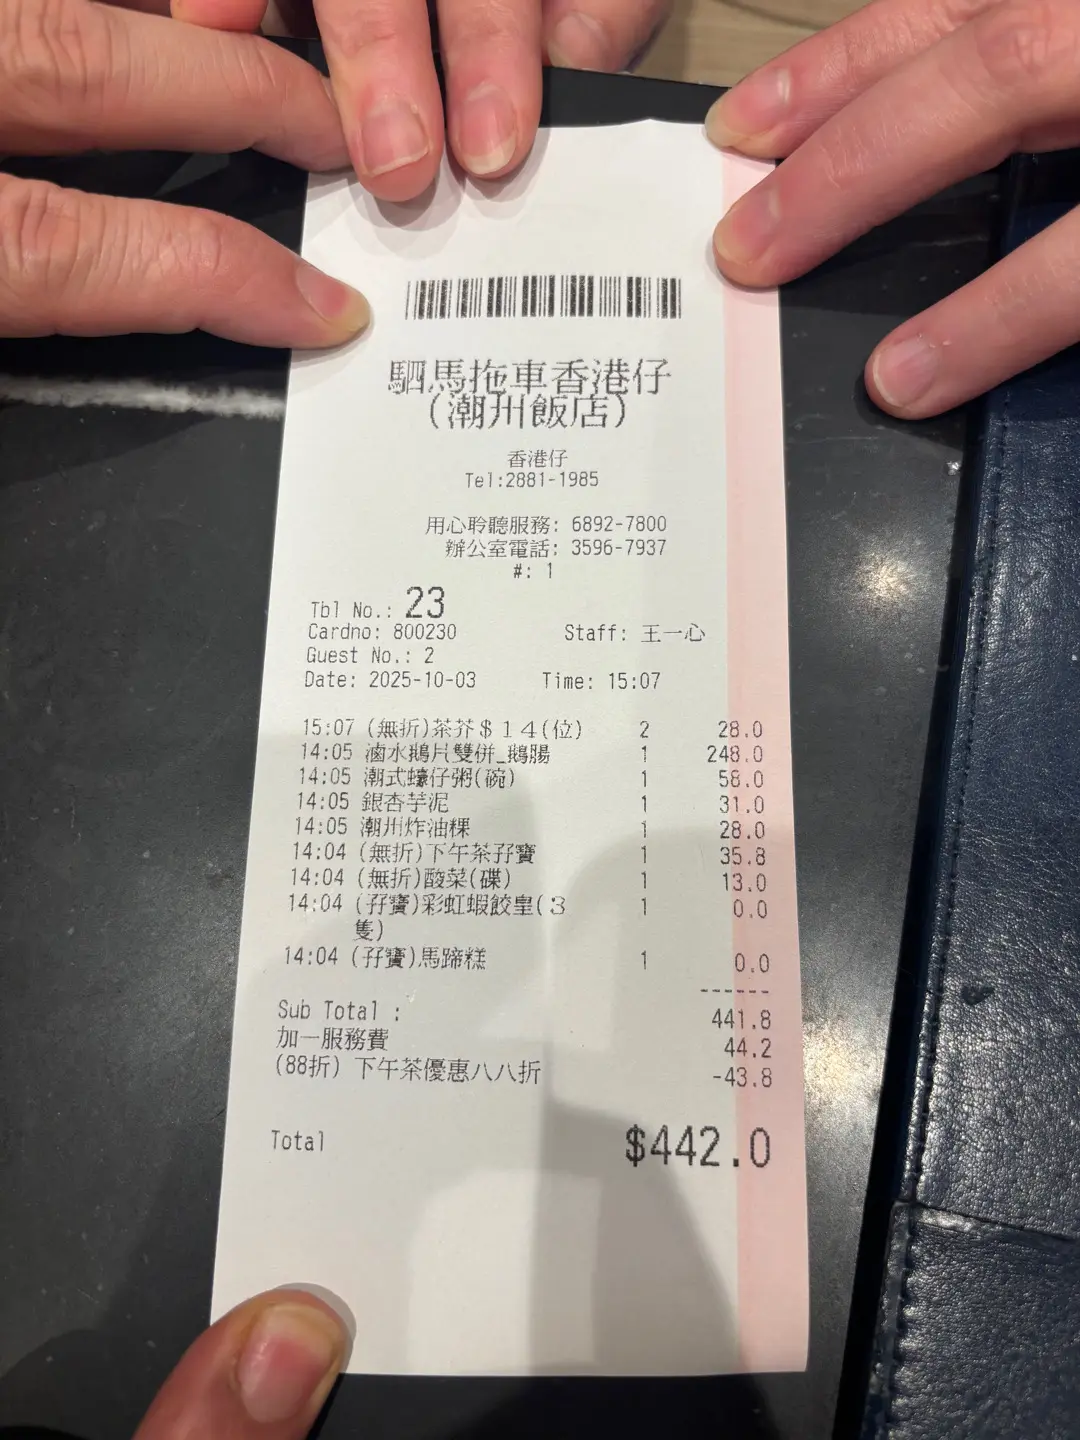 駟馬拖車香港仔
(潮州飯店)
香港仔
Tel:2881-1985
用心聆聽服務: 6892-7800
辦公室電話: 3596-7937
#: 1
Tbl No.: 23
Cardno: 800230 Staff: 王一心
Guest No.: 2
Date: 2025-10-03 Time: 15:07
15:07 (無折)茶芥＄１４(位) 2 28.0
14:05 滷水鵝片雙併_鵝腸 1 248.0
14:05 潮式蠔仔粥(碗) 1 58.0
14:05 銀杏芋泥 1 31.0
14:05 潮州炸油粿 1 28.0
14:04 (無折)下午茶孖寶 1 35.8
14:04 (無折)酸菜(碟) 1 13.0
14:04 (孖寶)彩虹蝦餃皇(３ 1 0.0
隻)
14:04 (孖寶)馬蹄糕 1 0.0
------
Sub Total : 441.8
加一服務費 44.2
(88折) 下午茶優惠八八折 -43.8
Total $442.0